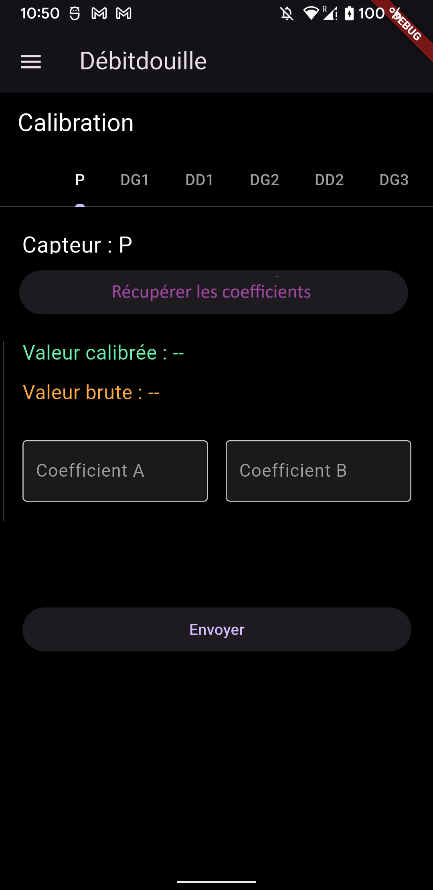 10:50 100 %
DEBUG
Débitdouille
Calibration
P DG1 DD1 DG2 DD2 DG3
Capteur : P
Récupérer les coefficients
Valeur calibrée : --
Valeur brute : --
Coefficient A Coefficient B
Envoyer